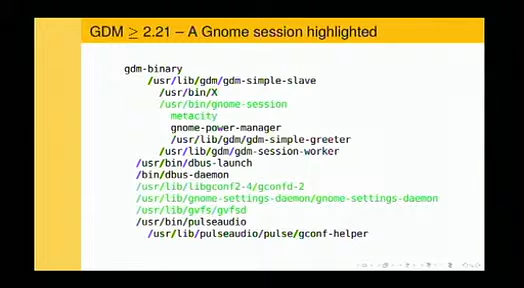 GDM ≥ 2.21 – A Gnome session highlighted
gdm-binary
/usr/lib/gdm/gdm-simple-slave
/usr/bin/X
/usr/bin/gnome-session
metacity
gnome-power-manager
/usr/lib/gdm/gdm-simple-greeter
/usr/lib/gdm/gdm-session-worker
/usr/bin/dbus-launch
/bin/dbus-daemon
/usr/lib/libgconf2-4/gconfd-2
/usr/lib/gnome-settings-daemon/gnome-settings-daemon
/usr/lib/gvfs/gvfsd
/usr/bin/pulseaudio
/usr/lib/pulseaudio/pulse/gconf-helper